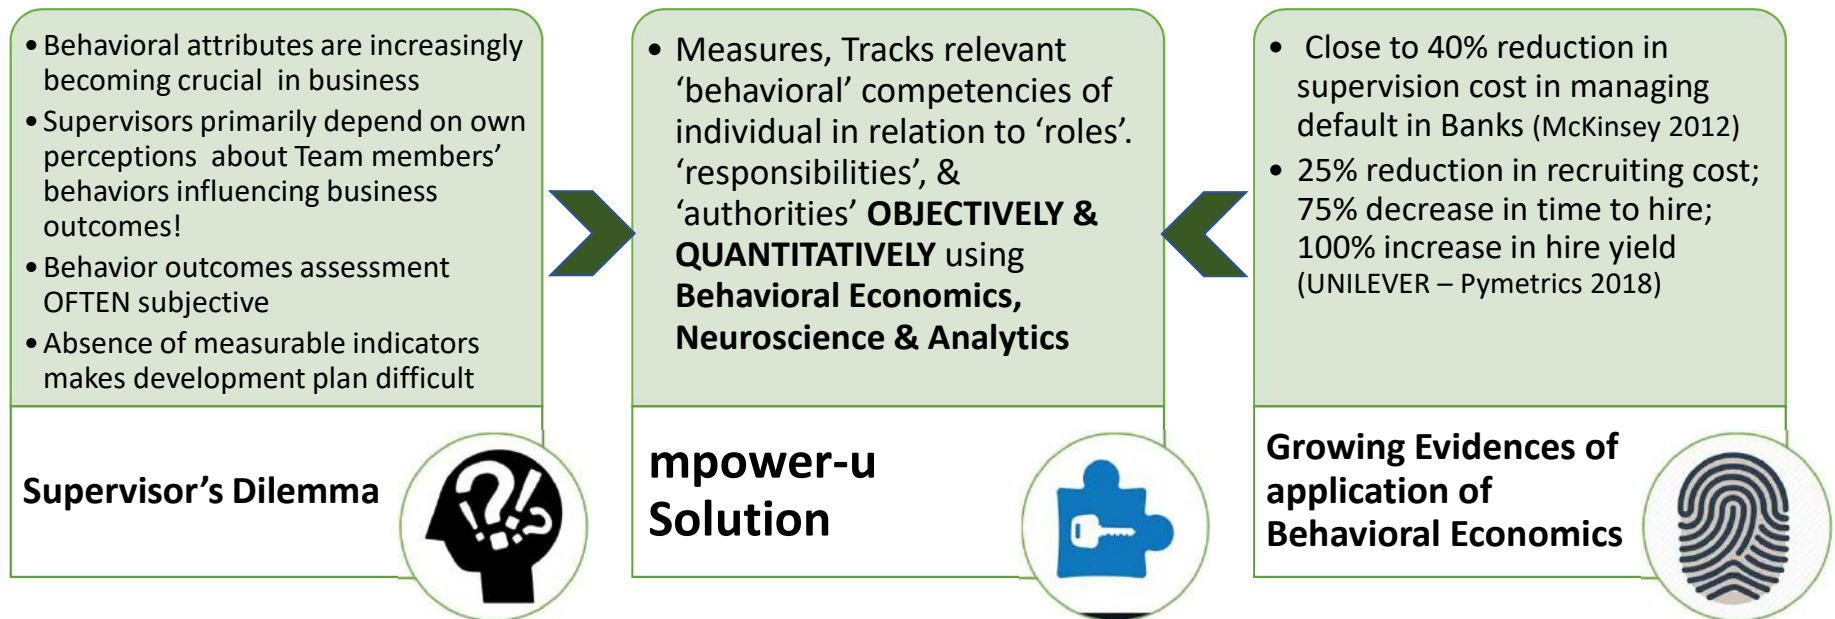 • Behavioral attributes are increasingly
becoming crucial in business
• Supervisors primarily depend on own
perceptions about Team members’
behaviors influencing business
outcomes!
• Behavior outcomes assessment
OFTEN subjective
• Absence of measurable indicators
makes development plan difficult
Supervisor’s Dilemma
• Measures, Tracks relevant
‘behavioral’ competencies of
individual in relation to ‘roles’.
‘responsibilities’, &
‘authorities’ OBJECTIVELY &
QUANTITATIVELY using
Behavioral Economics,
Neuroscience & Analytics
mpower-u
Solution
• Close to 40% reduction in
supervision cost in managing
default in Banks (McKinsey 2012)
• 25% reduction in recruiting cost;
75% decrease in time to hire;
100% increase in hire yield
(UNILEVER – Pymetrics 2018)
Growing Evidences of
application of
Behavioral Economics